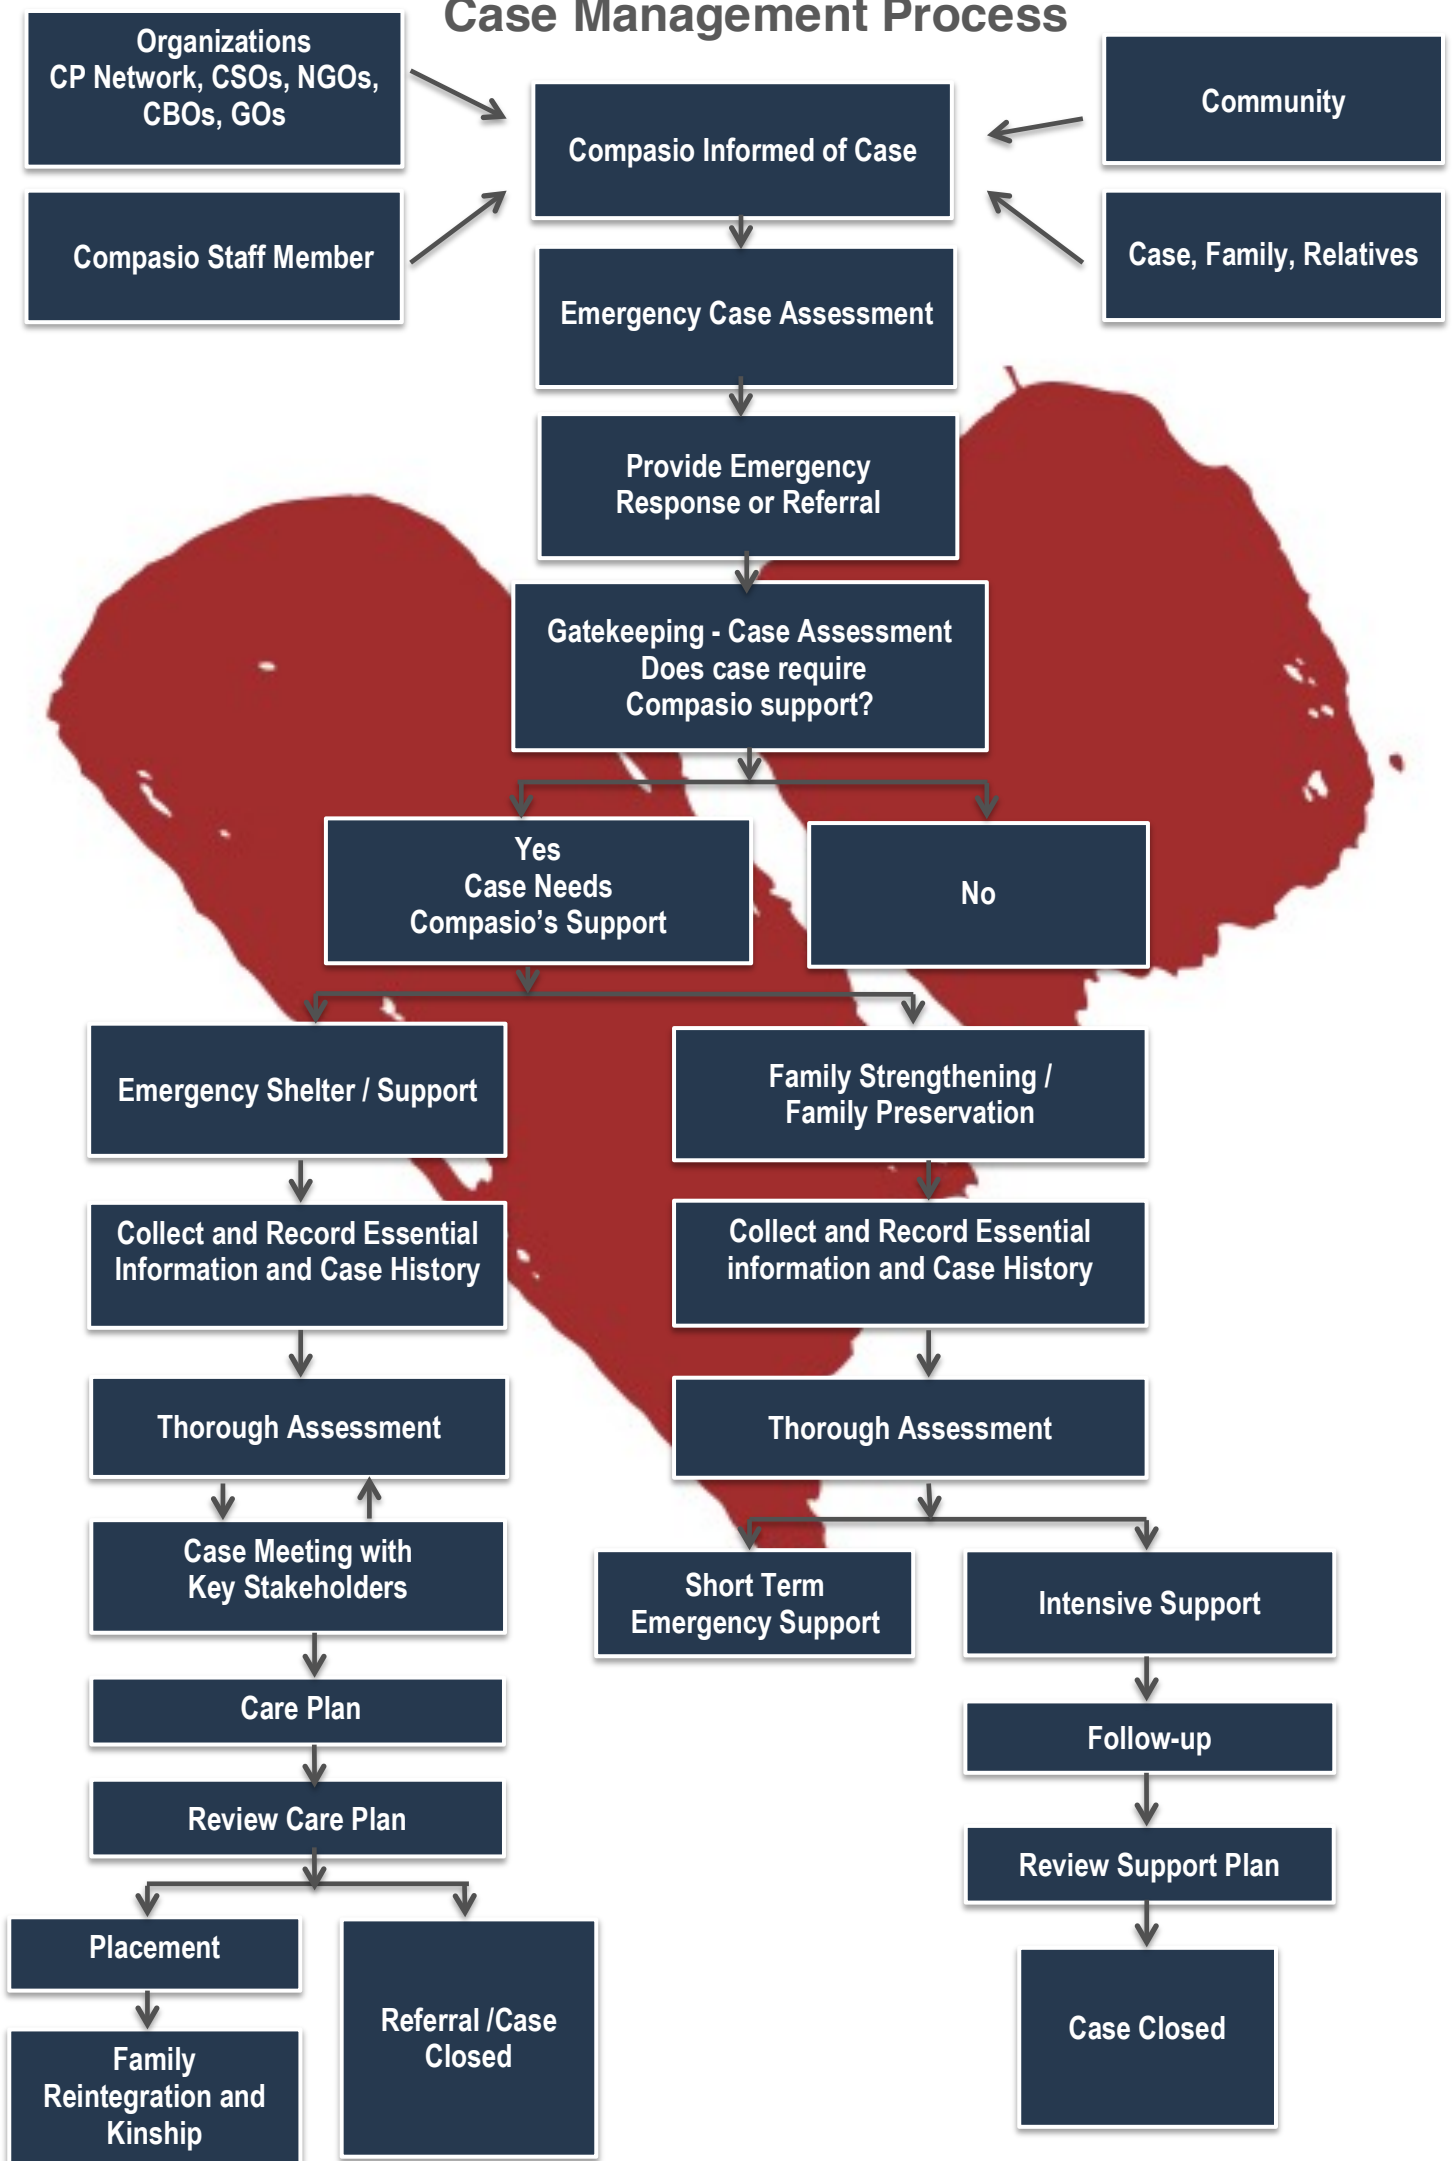 Case Management Process
Organizations
CP Network, CSOs, NGOs,
CBOs, GOs
Community
Compasio Informed of Case
Compasio Staff Member
Case, Family, Relatives
Emergency Case Assessment
Provide Emergency
Response or Referral
Gatekeeping - Case Assessment
Does case require
Compasio support?
Yes
Case Needs
Compasio’s Support
No
Emergency Shelter / Support
Family Strengthening /
Family Preservation
Collect and Record Essential
Information and Case History
Collect and Record Essential
information and Case History
Thorough Assessment
Thorough Assessment
Case Meeting with
Key Stakeholders
Short Term
Emergency Support
Intensive Support
Care Plan
Follow-up
Review Care Plan
Review Support Plan
Placement
Referral /Case
Closed
Case Closed
Family
Reintegration and
Kinship